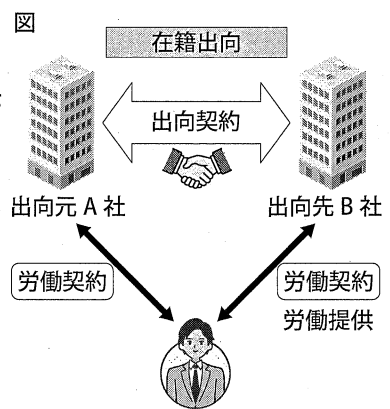 図
在籍出向
出向契約
出向元 A 社
出向先 B 社
労働契約
労働契約
労働提供